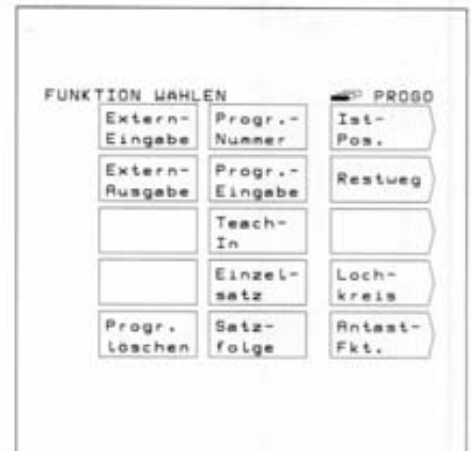 FUNKTION WAHLEN PROG0
Extern- Progr.- Ist-
Eingabe Nummer Pos.
Extern- Progr.- Restweg
Ausgabe Eingabe
Teach-
In
Einzel- Loch-
satz kreis
Progr. Satz- Antast-
löschen folge Fkt.